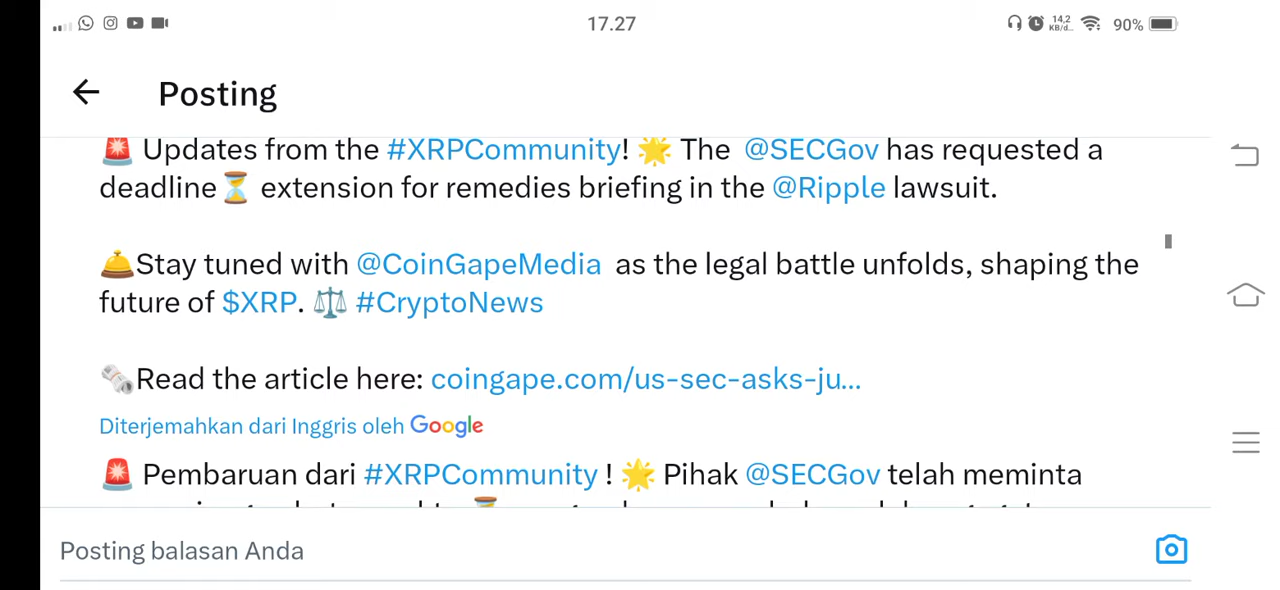 17.27
14,2
KB/d..
90%
Posting
🚨 Updates from the #XRPCommunity! 🌟 The @SECGov has requested a
deadline⏳ extension for remedies briefing in the @Ripple lawsuit.
🛎️Stay tuned with @CoinGapeMedia as the legal battle unfolds, shaping the
future of $XRP. ⚖️ #CryptoNews
🗞️Read the article here: coingape.com/us-sec-asks-ju...
Diterjemahkan dari Inggris oleh Google
🚨 Pembaruan dari #XRPCommunity ! 🌟 Pihak @SECGov telah meminta
Posting balasan Anda